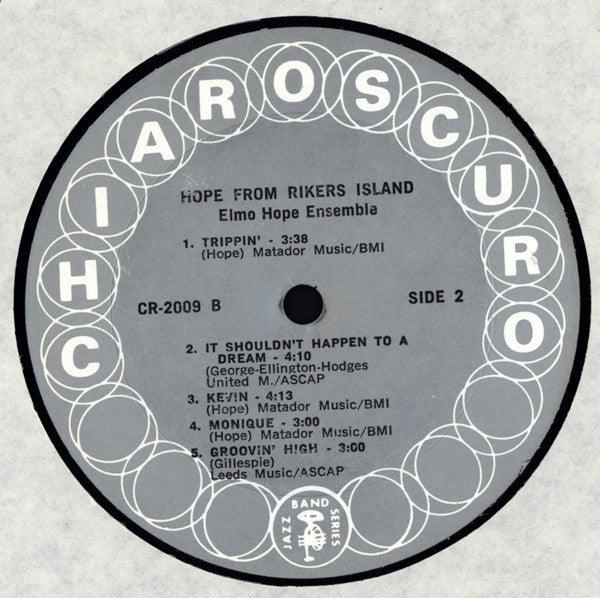 CHIAROSCURO
HOPE FROM RIKERS ISLAND
Elmo Hope Ensemble
1. TRIPPIN' - 3:38
(Hope) Matador Music/BMI
CR-2009 B
SIDE 2
2. IT SHOULDN'T HAPPEN TO A
DREAM - 4:10
(George-Ellington-Hodges
United M./ASCAP
3. KEVIN - 4:13
(Hope) Matador Music/BMI
4. MONIQUE - 3:00
(Hope) Matador Music/BMI
5. GROOVIN' HIGH - 3:00
(Gillespie)
Leeds Music/ASCAP
JAZZ BAND SERIES